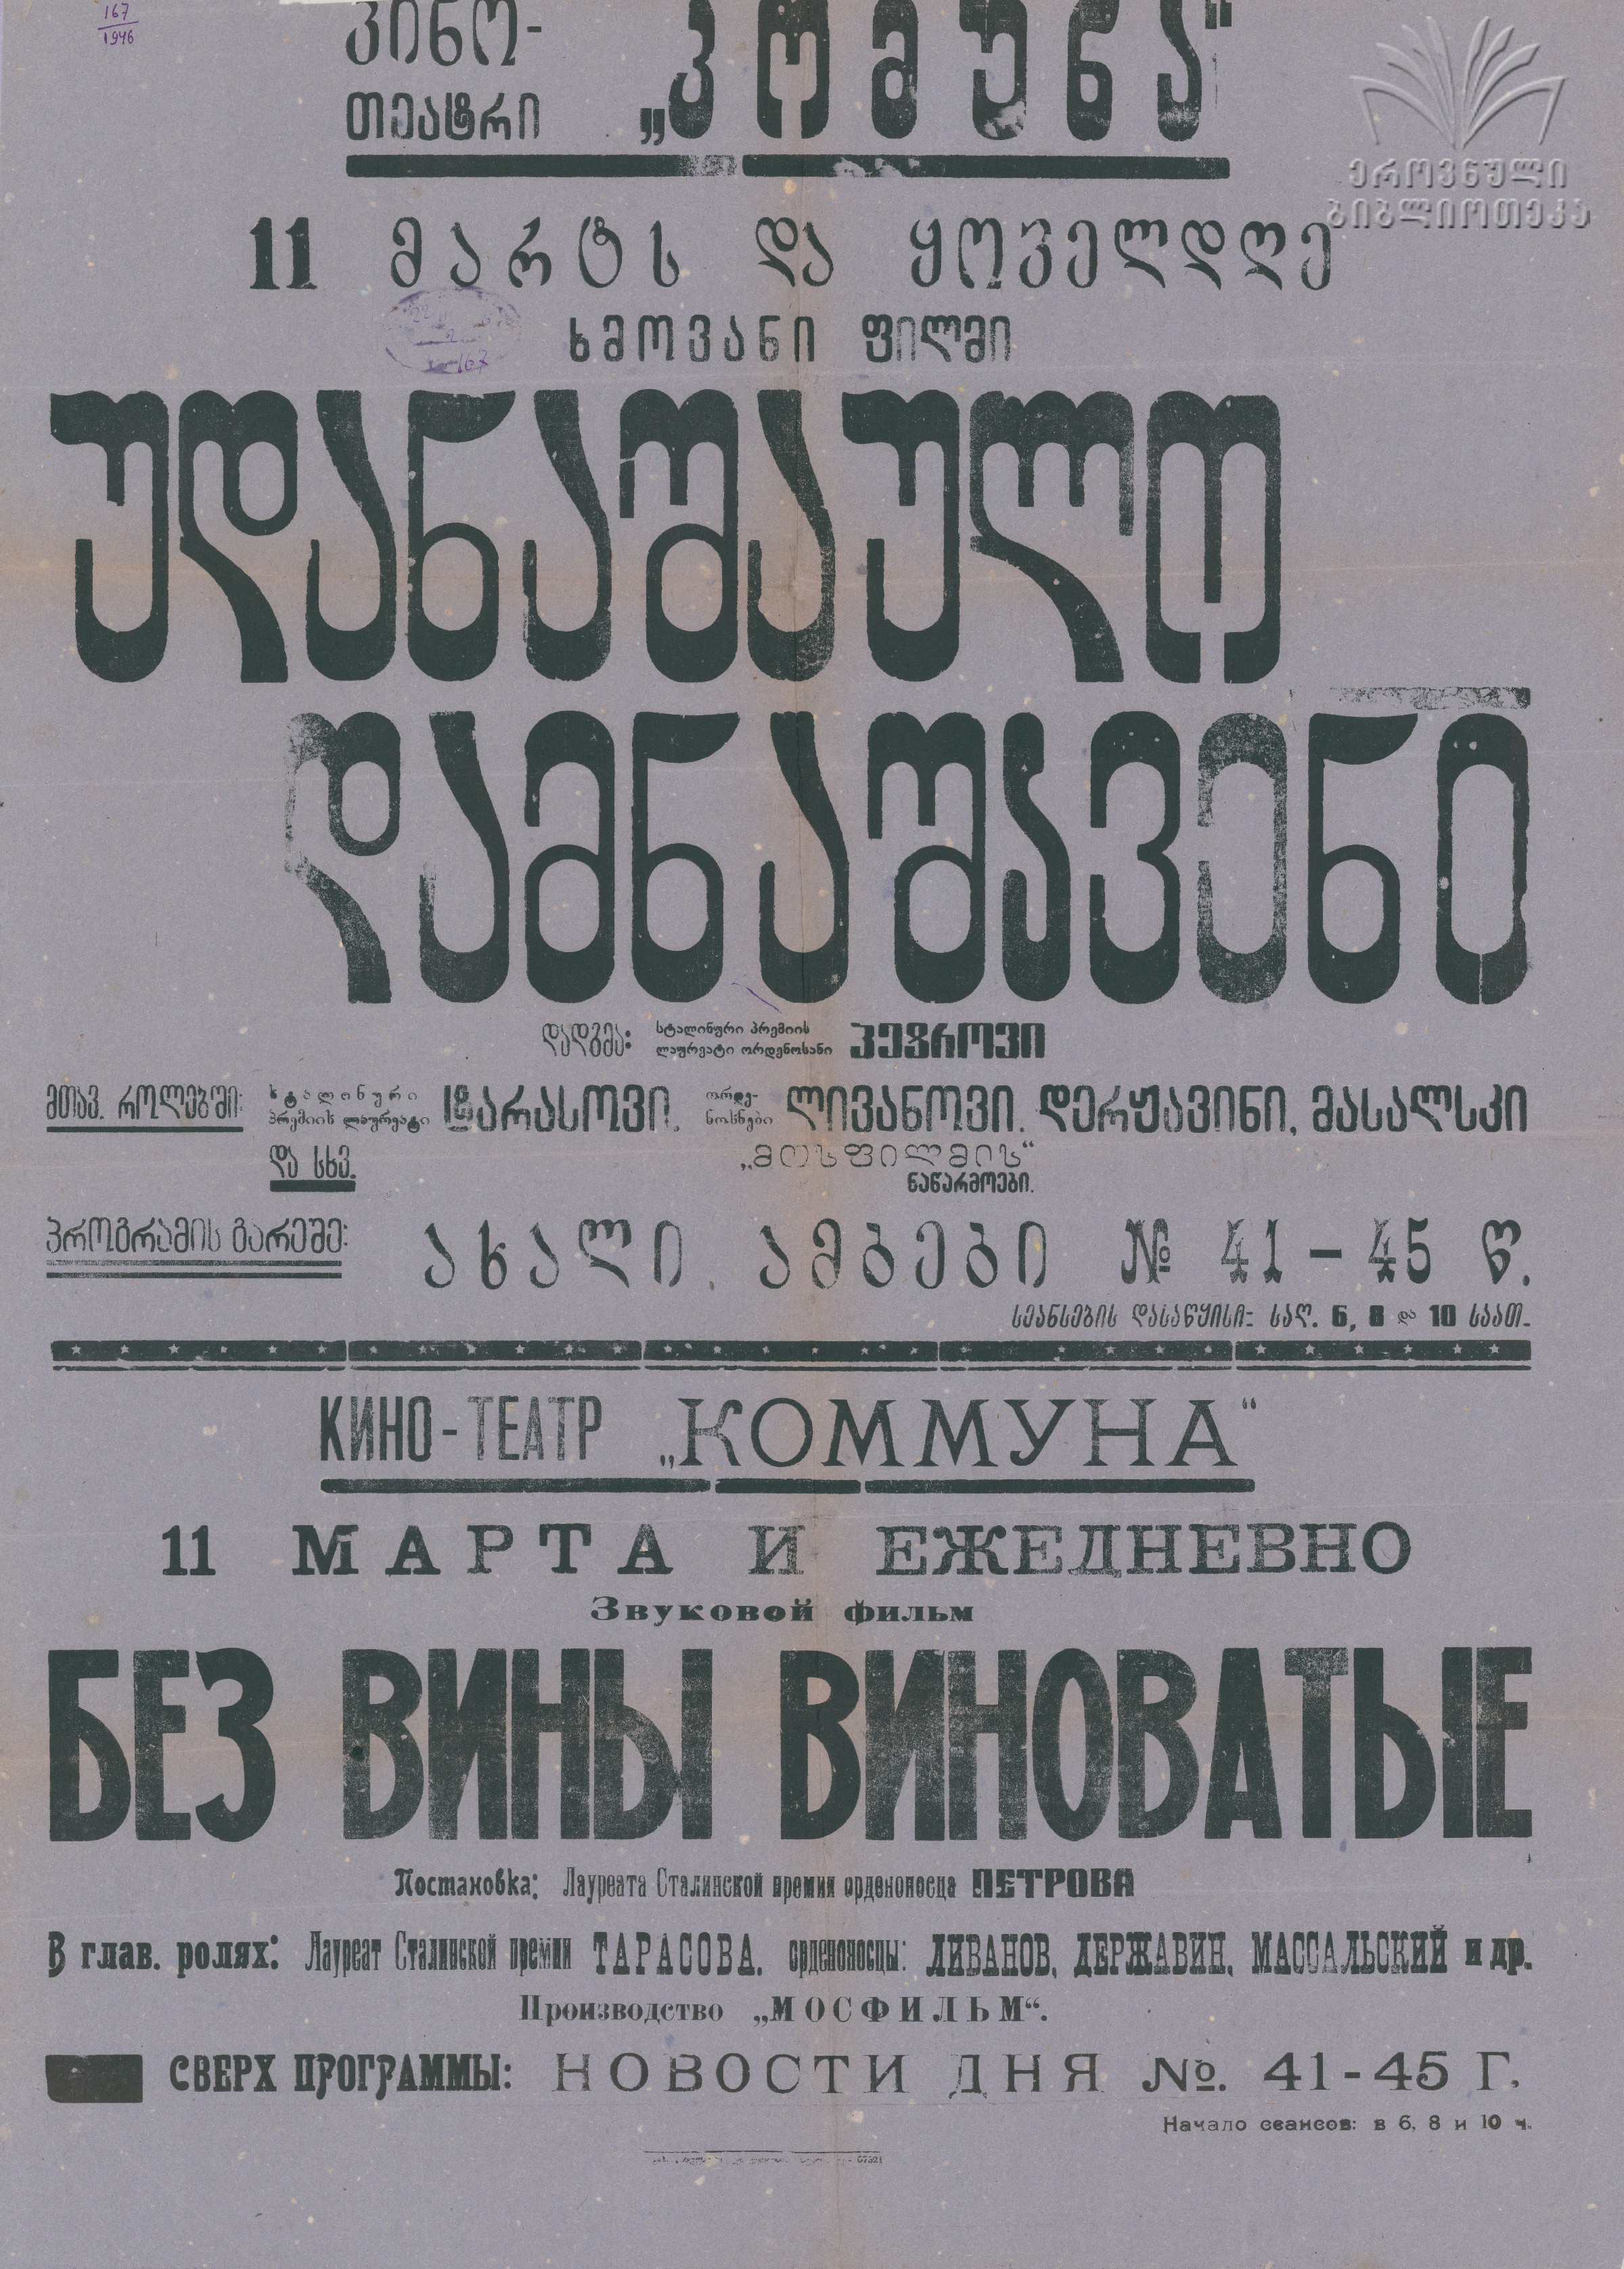 167
1946
კინო-
თეატრი „კომუნა“
ეროვნული
ბიბლიოთეკა
11 მარტს და ყოველდღე
ხმოვანი ფილმი
უდანაშაულო
დამნაშავენი
დადგმა: სტალინური პრემიის
ლაურეატი ორდენოსანი პეტროვი
მთავ. როლებში: სტალინური
პრემიის ლაურეატი ტარასოვი, ორდე-
ნოსნები ლივანოვი, დერჟავინი, მასალსკი
და სხვ. „მოსფილმის“
ნაწარმოები.
პროგრამის გარეშე: ახალი ამბები № 41-45 წ.
სეანსების დასაწყისი: საღ. 6, 8 და 10 საათ.
КИНО-ТЕАТР „КОММУНА“
11 МАРТА И ЕЖЕДНЕВНО
Звуковой фильм
БЕЗ ВИНЫ ВИНОВАТЫЕ
Постановка: Лауреата Сталинской премии орденоносца ПЕТРОВА
В глав. ролях: Лауреат Сталинской премии ТАРАСОВА, орденоносцы: ЛИВАНОВ, ДЕРЖАВИН, МАССАЛЬСКИЙ и др.
Производство „МОСФИЛЬМ“.
СВЕРХ ПРОГРАММЫ: НОВОСТИ ДНЯ №. 41-45 Г.
Начало сеансов: в 6, 8 и 10 ч.